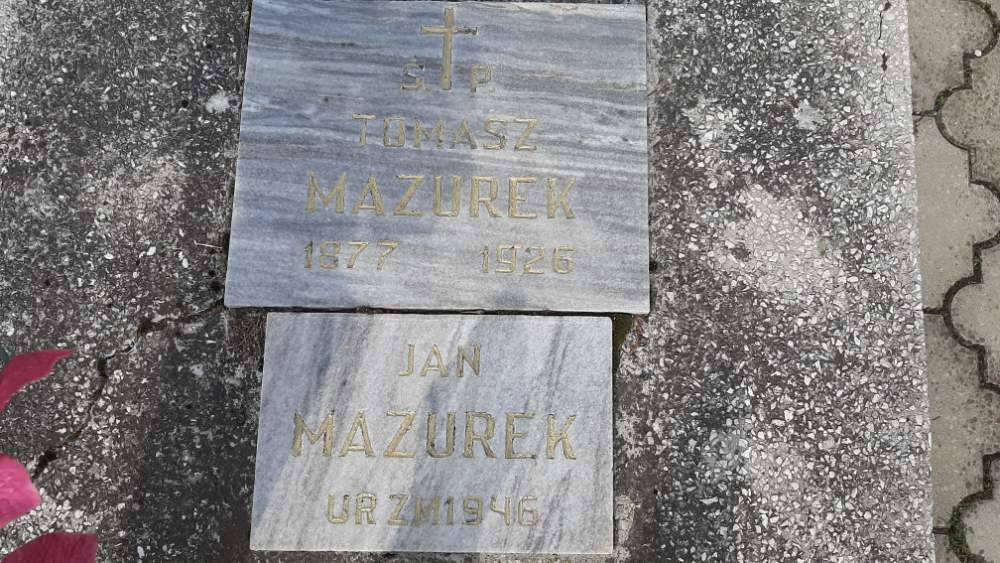 Ś. P.
TOMASZ
MAZUREK
1877 1926
JAN
MAZUREK
UR ZM 1946